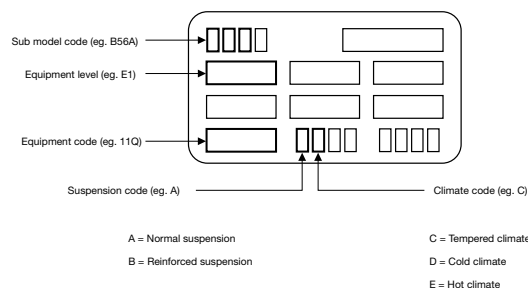 Sub model code (eg. B56A)
Equipment level (eg. E1)
Equipment code (eg. 11Q)
Suspension code (eg. A)
Climate code (eg. C)
A = Normal suspension
C = Tempered climate
B = Reinforced suspension
D = Cold climate
E = Hot climate